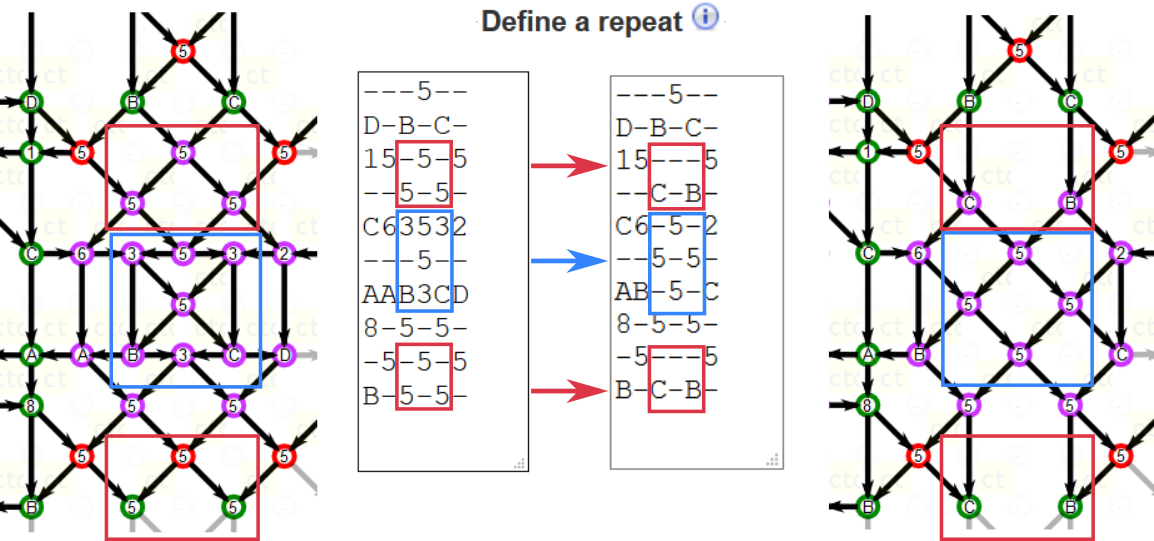 Define a repeat
---5--
D-B-C-
15-5-5
--5-5-
C63532
---5--
AAB3CD
8-5-5-
-5-5-5
B-5-5-
---5--
D-B-C-
15---5
--C-B-
C6-5-2
--5-5-
AB-5-C
8-5-5-
-5---5
B-C-B-
5
D B C
1 5 5 5
5 5
C 6 3 5 3 2
5
A A B 3 C D
8 5 5
5 5 5
B 5 5
5
D B C
1 5 5
C B
C 6 5 2
5 5
A B 5 C
8 5 5
5 5
B C B